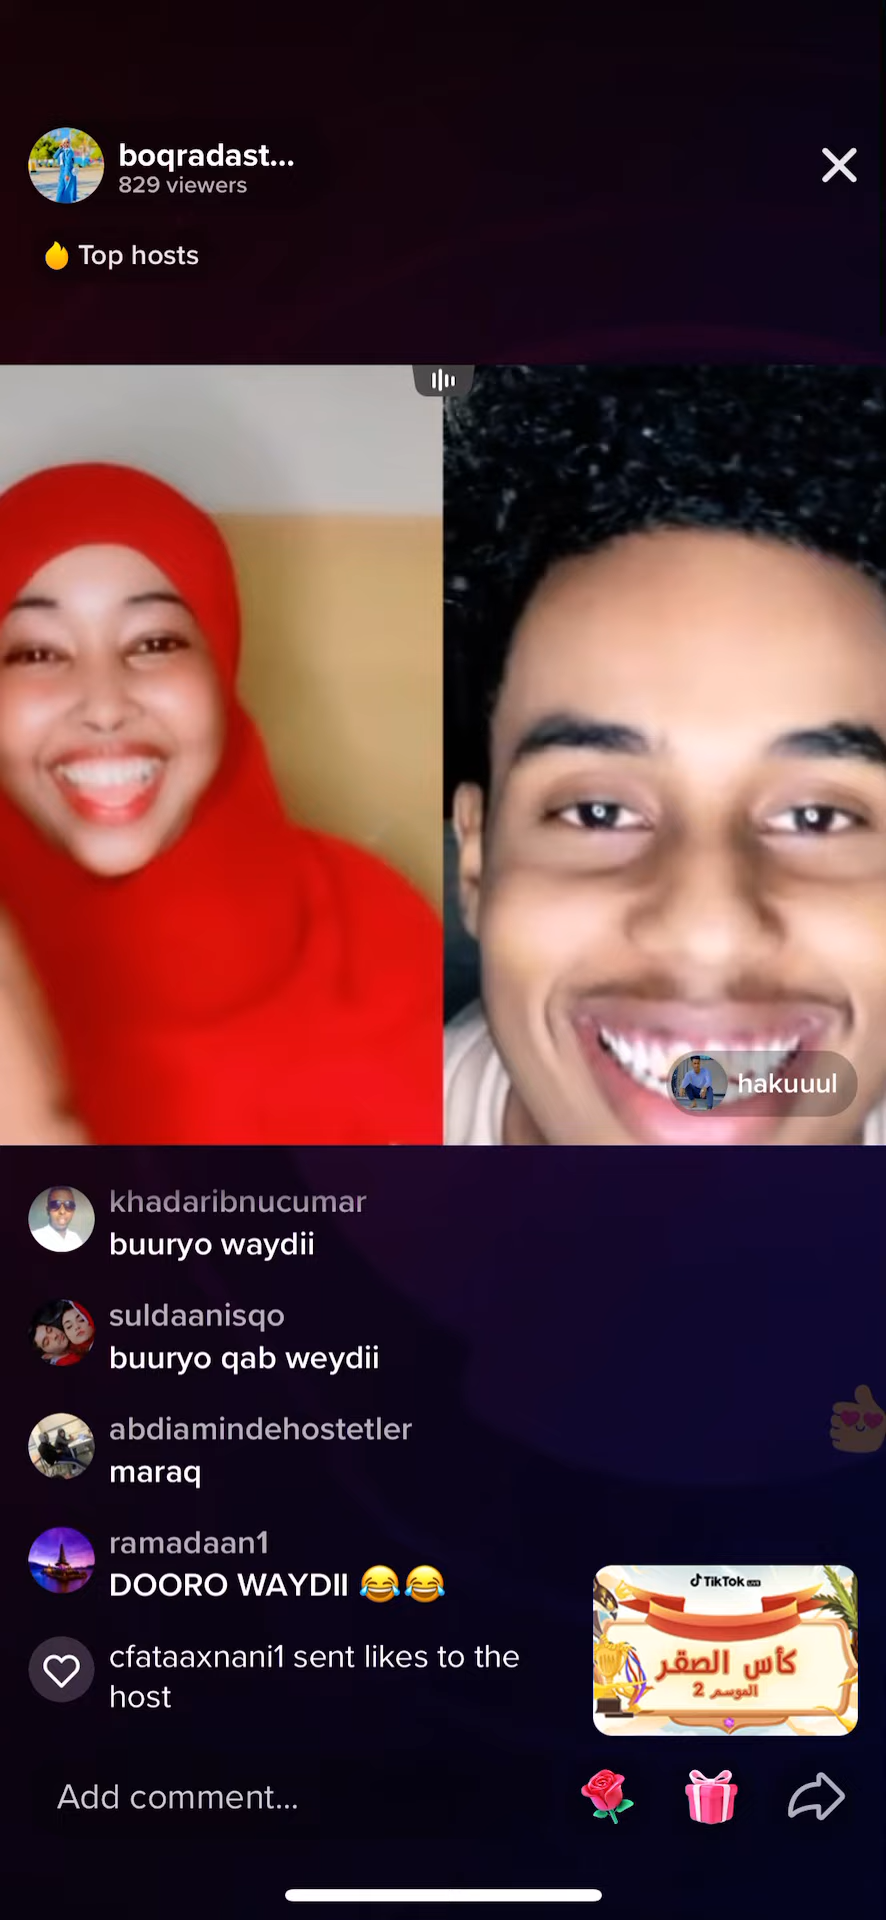 boqradast...
829 viewers
Top hosts
hakuuul
khadaribnucumar
buuryo waydii
suldaanisqo
buuryo qab weydii
abdiamindehostetler
maraq
ramadaan1
DOORO WAYDII 😂😂
cfataaxnani1 sent likes to the
host
TikTok LIVE
كأس الصقر
الموسم 2
Add comment...